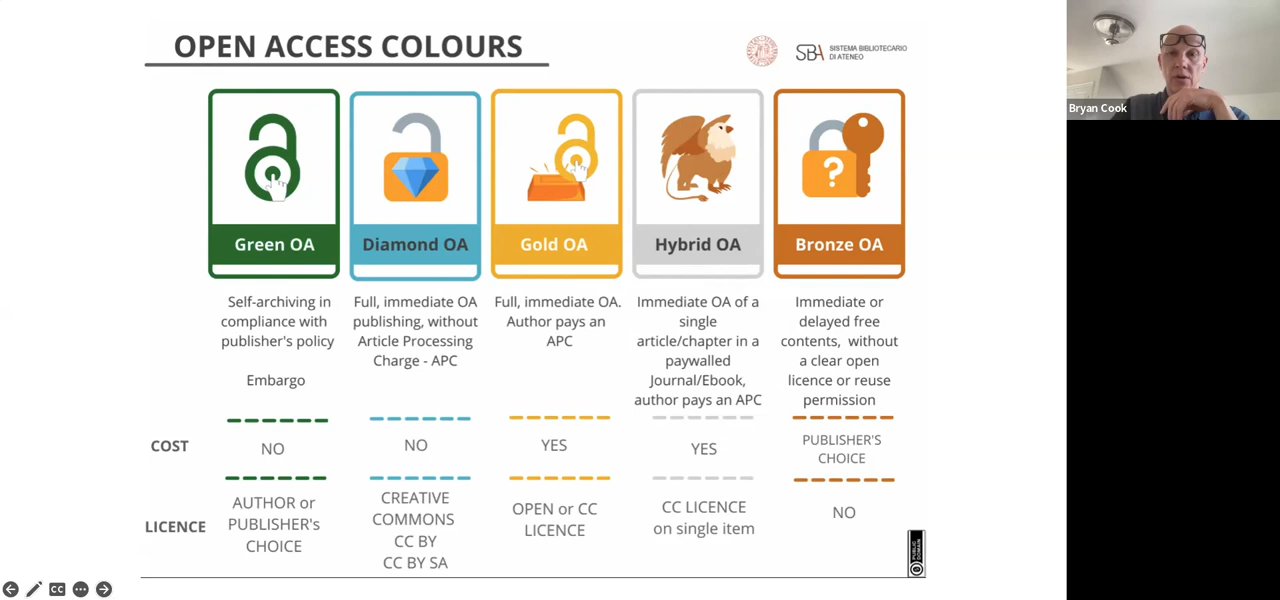 OPEN ACCESS COLOURS
SBA
SISTEMA BIBLIOTECARIO
DI ATENEO
Bryan Cook
Green OA
Diamond OA
Gold OA
Hybrid OA
?
Bronze OA
Self-archiving in
compliance with
publisher's policy
Embargo
Full, immediate OA
publishing, without
Article Processing
Charge - APC
Full, immediate OA.
Author pays an
APC
Immediate OA of a
single
article/chapter in a
paywalled
Journal/Ebook,
author pays an APC
Immediate or
delayed free
contents, without
a clear open
licence or reuse
permission
COST
NO
NO
YES
YES
PUBLISHER'S
CHOICE
LICENCE
AUTHOR or
PUBLISHER's
CHOICE
CREATIVE
COMMONS
CC BY
CC BY SA
OPEN or CC
LICENCE
CC LICENCE
on single item
NO
PUBLIC
DOMAIN
CC